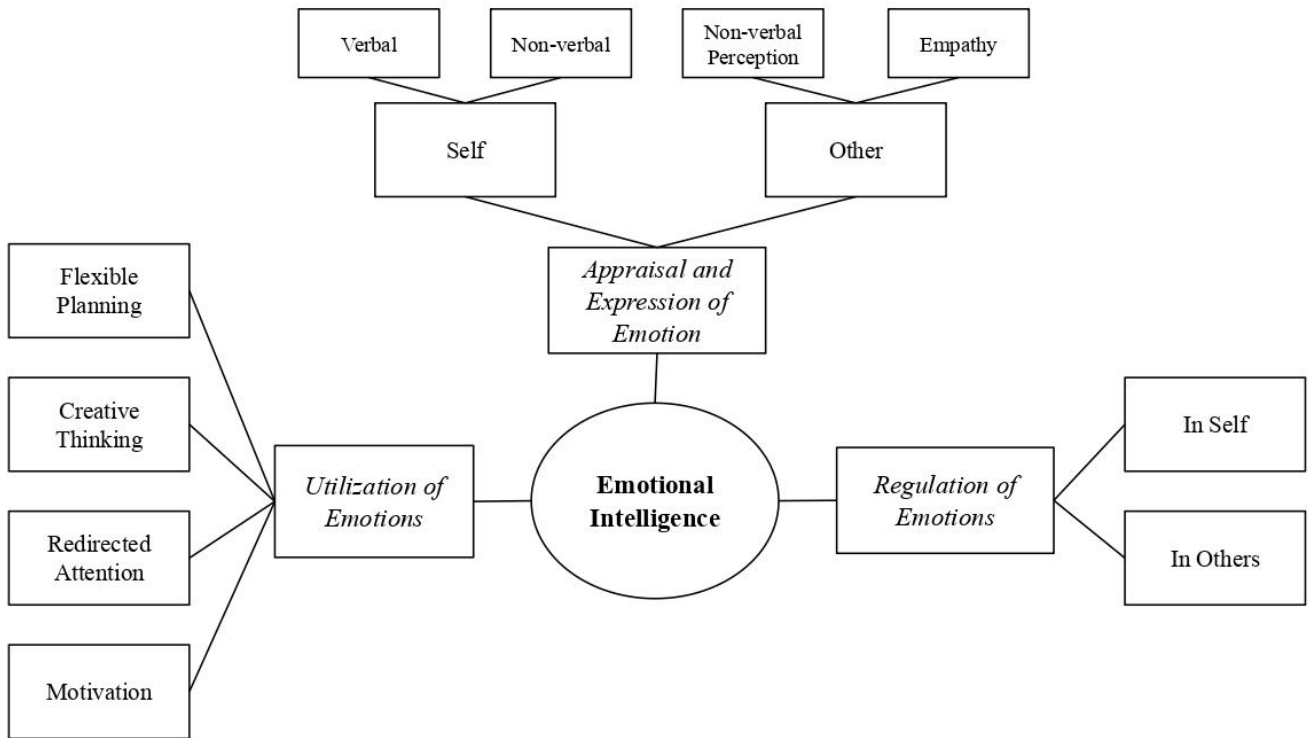 Verbal
Non-verbal
Non-verbal
Perception
Empathy
Self
Other
Appraisal and
Expression of
Emotion
Flexible
Planning
Creative
Thinking
Redirected
Attention
Motivation
Utilization of
Emotions
Emotional
Intelligence
Regulation of
Emotions
In Self
In Others